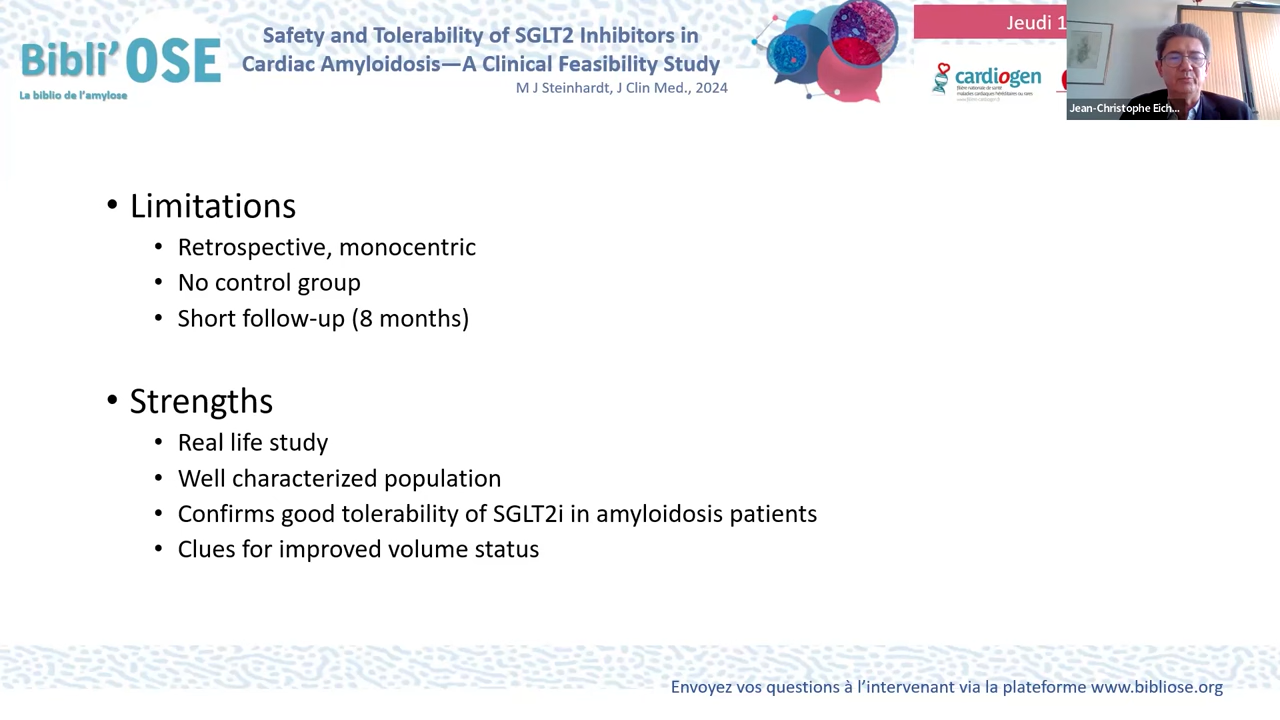 Bibli’OSE
La biblio de l’amylose
Safety and Tolerability of SGLT2 Inhibitors in
Cardiac Amyloidosis—A Clinical Feasibility Study
M J Steinhardt, J Clin Med., 2024
Jeudi 1
cardiogen
Jean-Christophe Eich...
• Limitations
• Retrospective, monocentric
• No control group
• Short follow-up (8 months)
• Strengths
• Real life study
• Well characterized population
• Confirms good tolerability of SGLT2i in amyloidosis patients
• Clues for improved volume status
Envoyez vos questions à l’intervenant via la plateforme www.bibliose.org